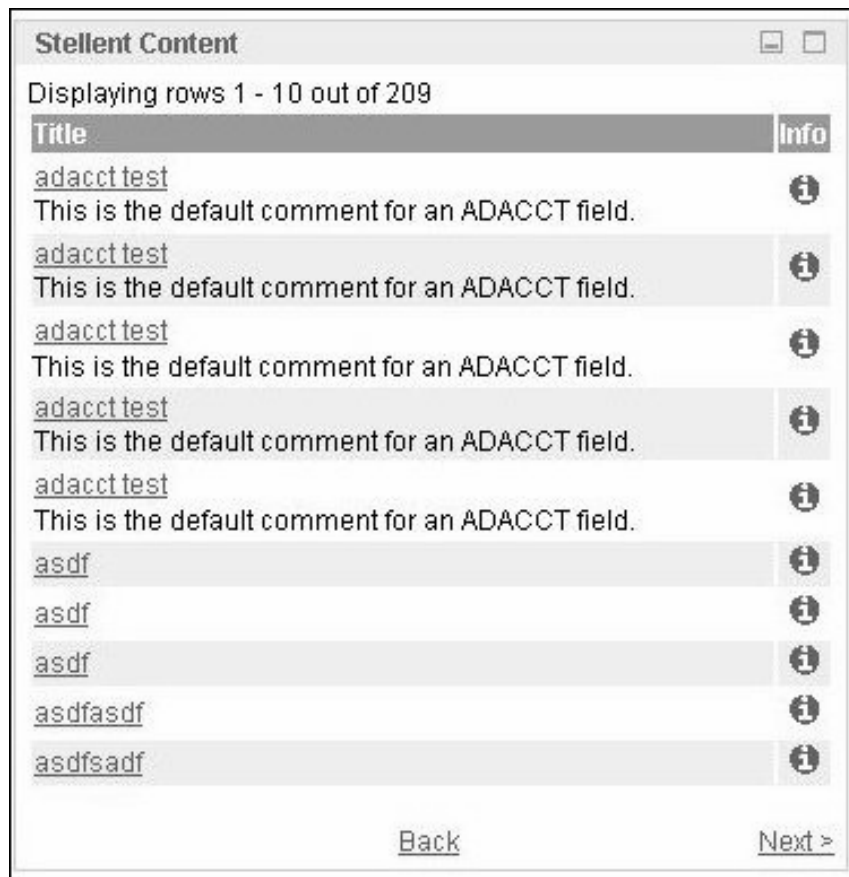 Stellent Content
Displaying rows 1 - 10 out of 209
Title Info
adacct test
This is the default comment for an ADACCT field.
adacct test
This is the default comment for an ADACCT field.
adacct test
This is the default comment for an ADACCT field.
adacct test
This is the default comment for an ADACCT field.
adacct test
This is the default comment for an ADACCT field.
asdf
asdf
asdf
asdfasdf
asdfsadf
Back Next >